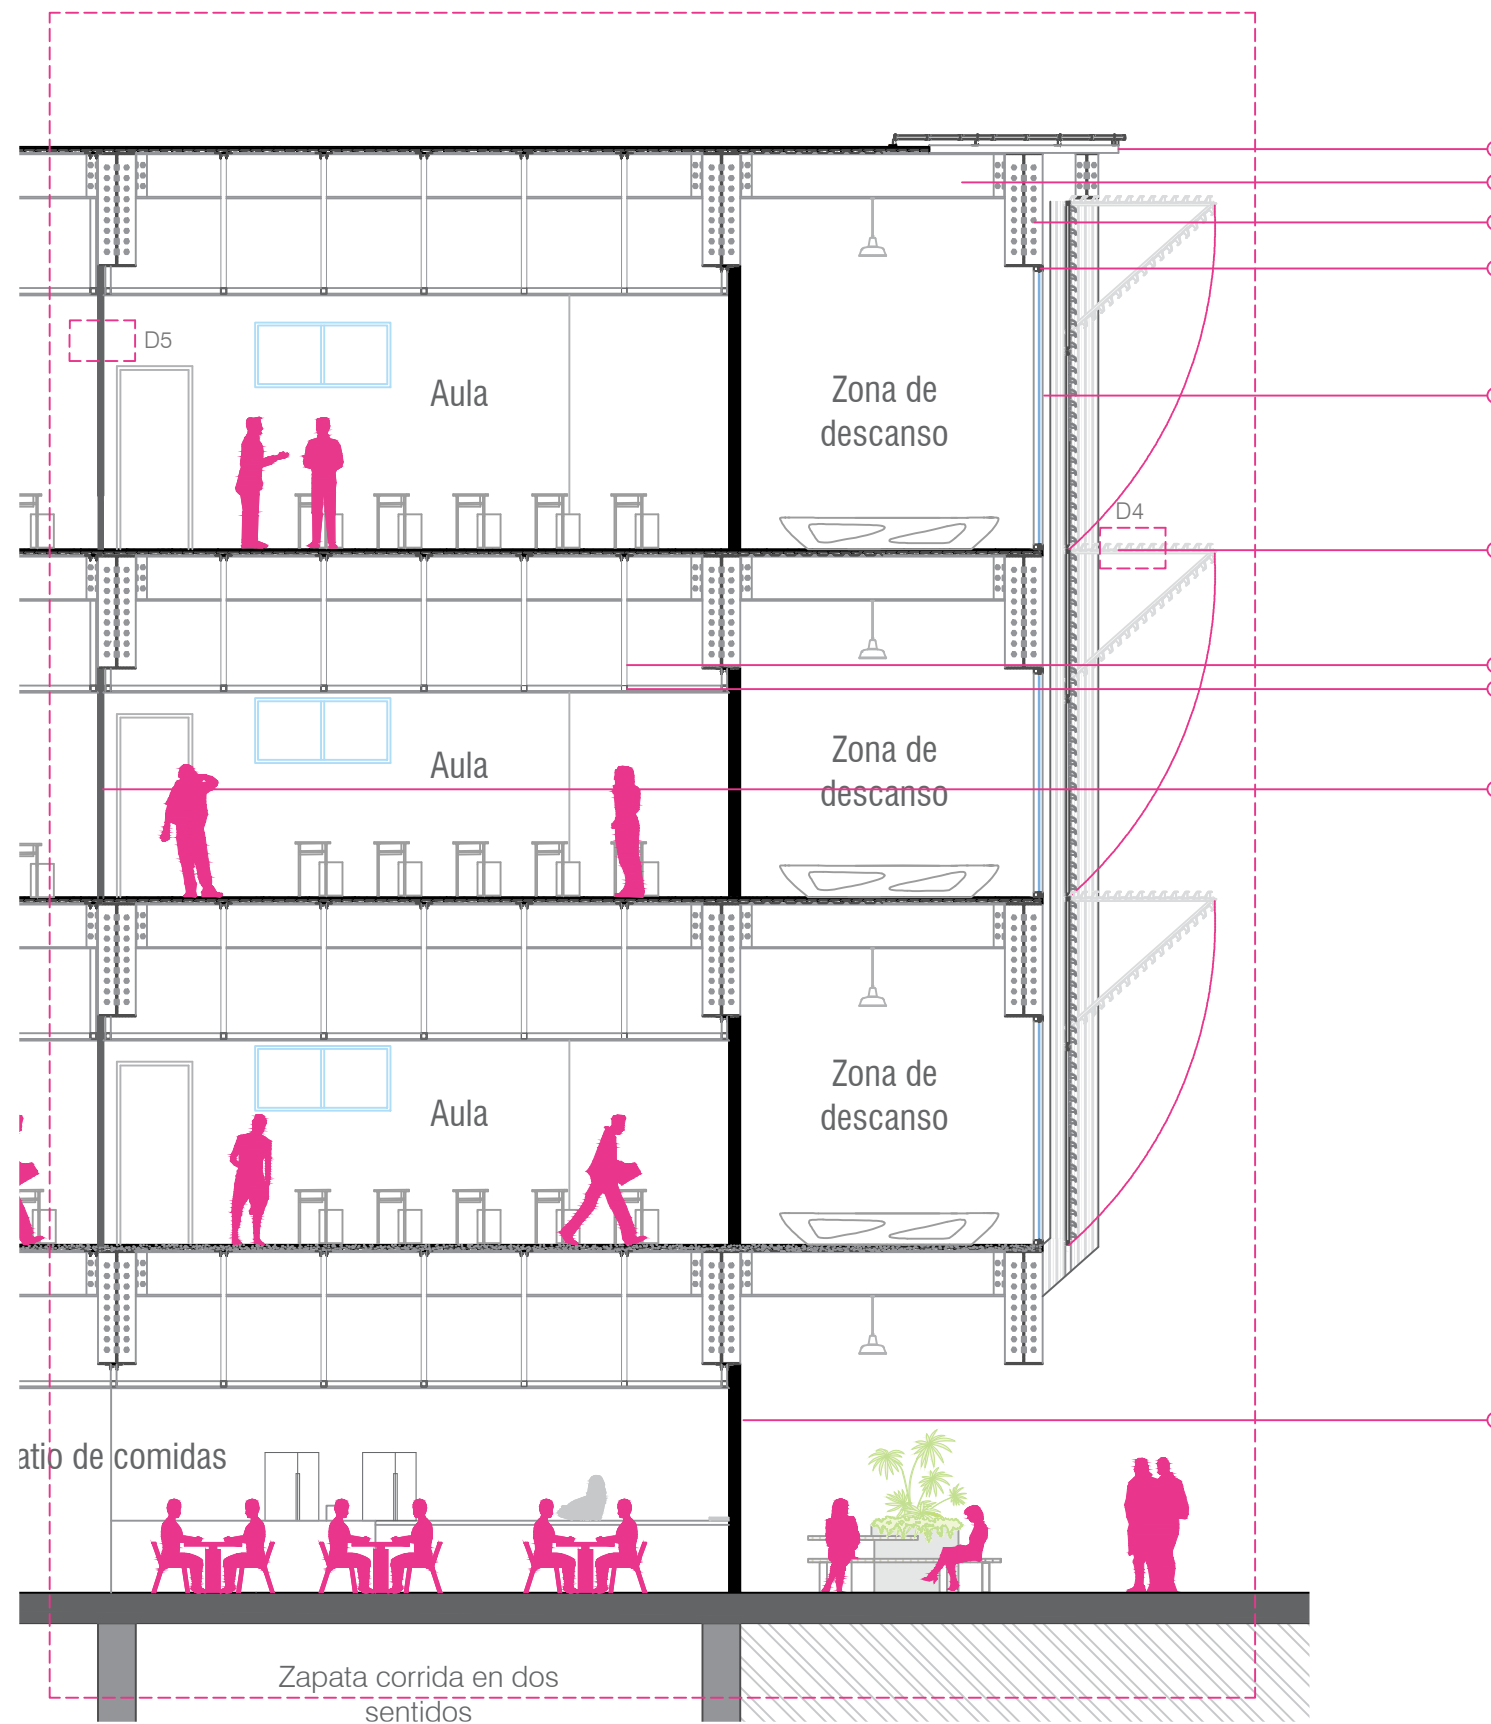 D5
Aula
Zona de
descanso
D4
Aula
Zona de
descanso
Aula
Zona de
descanso
atio de comidas
Zapata corrida en dos
sentidos